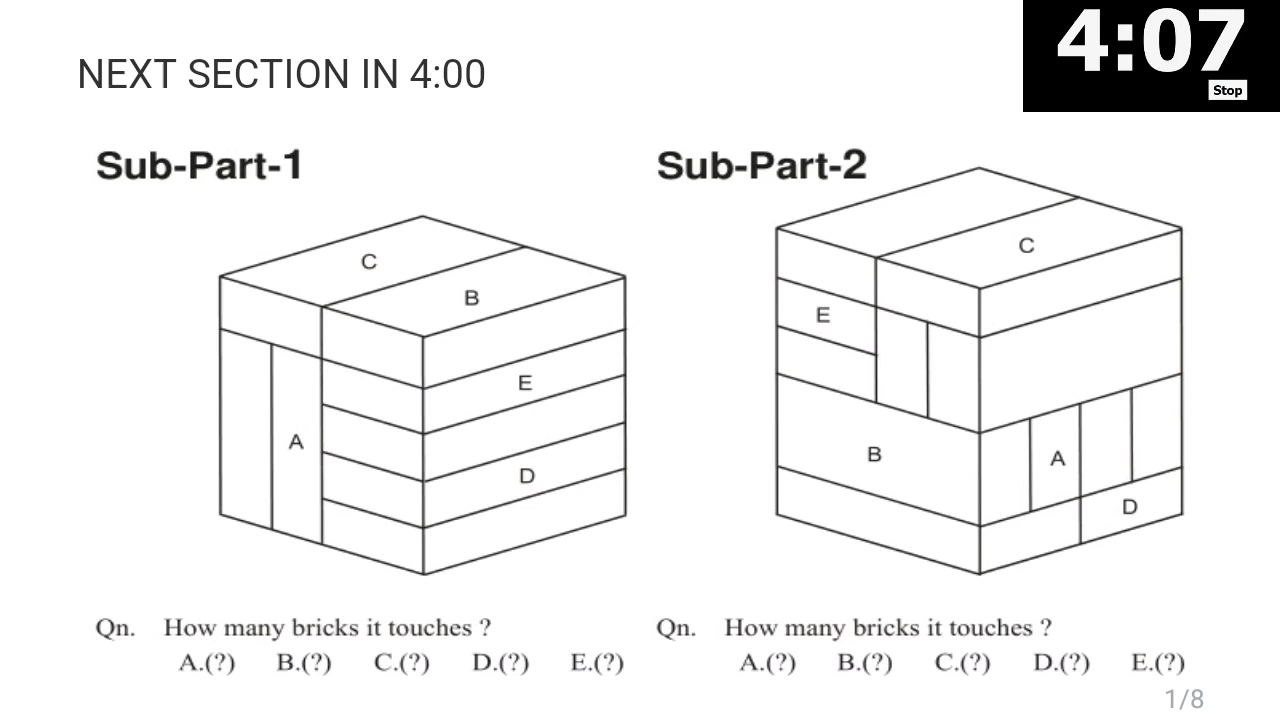 4:07
Stop
NEXT SECTION IN 4:00
Sub-Part-1
C
B
E
A
D
Qn. How many bricks it touches ?
A.(?) B.(?) C.(?) D.(?) E.(?)
Sub-Part-2
C
E
B
A
D
Qn. How many bricks it touches ?
A.(?) B.(?) C.(?) D.(?) E.(?)
1/8